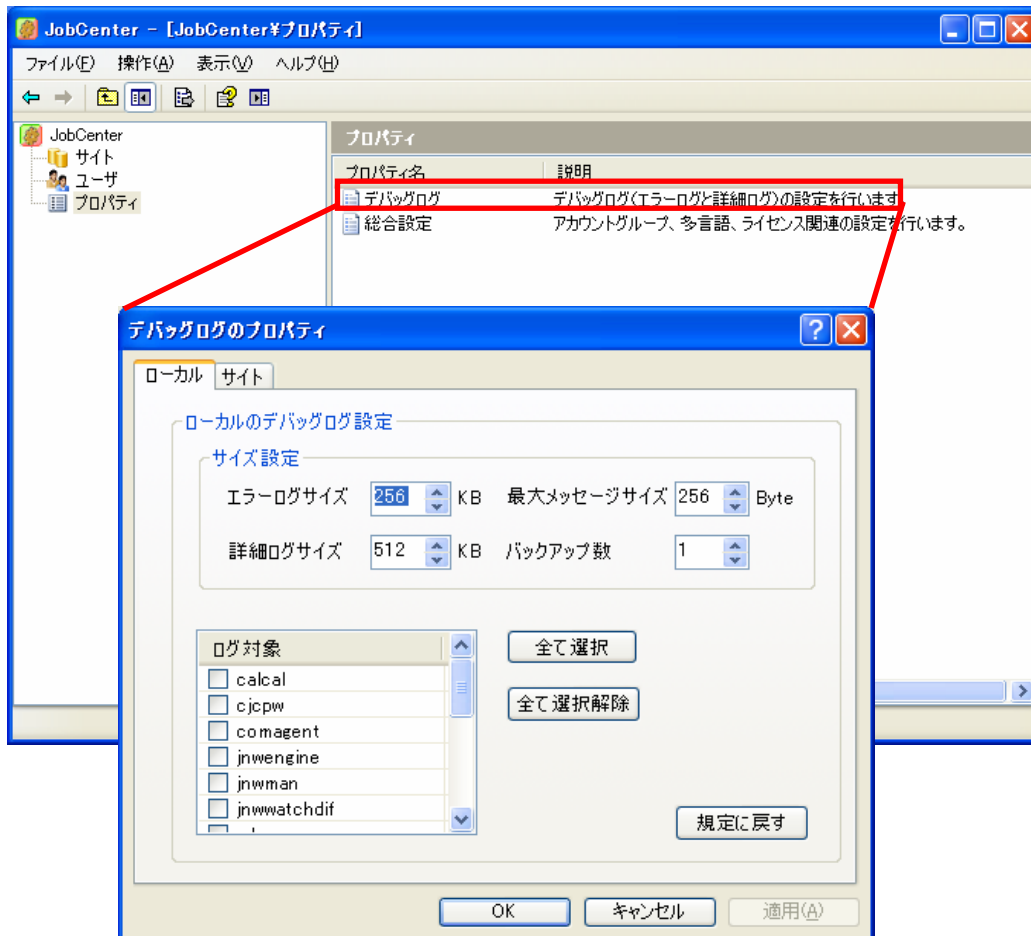 JobCenter - [JobCenter¥プロパティ]
ファイル(F) 操作(A) 表示(V) ヘルプ(H)
JobCenter
サイト
ユーザ
プロパティ
プロパティ
プロパティ名 説明
デバッグログ デバッグログ(エラーログと詳細ログ)の設定を行います
総合設定 アカウントグループ、多言語、ライセンス関連の設定を行います。
デバッグログのプロパティ
ローカル サイト
ローカルのデバッグログ設定
サイズ設定
エラーログサイズ 256 KB 最大メッセージサイズ 256 Byte
詳細ログサイズ 512 KB バックアップ数 1
ログ対象
calcal
cjcpw
comagent
jnwengine
jnwman
jnwwatchdif
全て選択
全て選択解除
規定に戻す
OK キャンセル 適用(A)